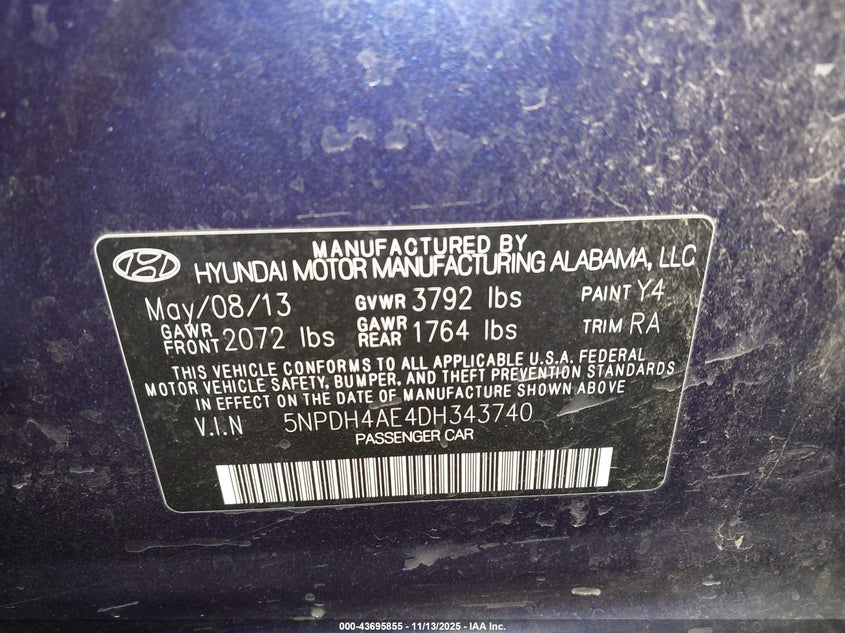 MANUFACTURED BY
HYUNDAI MOTOR MANUFACTURING ALABAMA, LLC
May/08/13 GVWR 3792 lbs PAINT Y4
GAWR FRONT 2072 lbs GAWR REAR 1764 lbs TRIM RA
THIS VEHICLE CONFORMS TO ALL APPLICABLE U.S.A. FEDERAL
MOTOR VEHICLE SAFETY, BUMPER, AND THEFT PREVENTION STANDARDS
IN EFFECT ON THE DATE OF MANUFACTURE SHOWN ABOVE
V.I.N 5NPDH4AE4DH343740
PASSENGER CAR
000-43695855 - 11/13/2025 - IAA Inc.